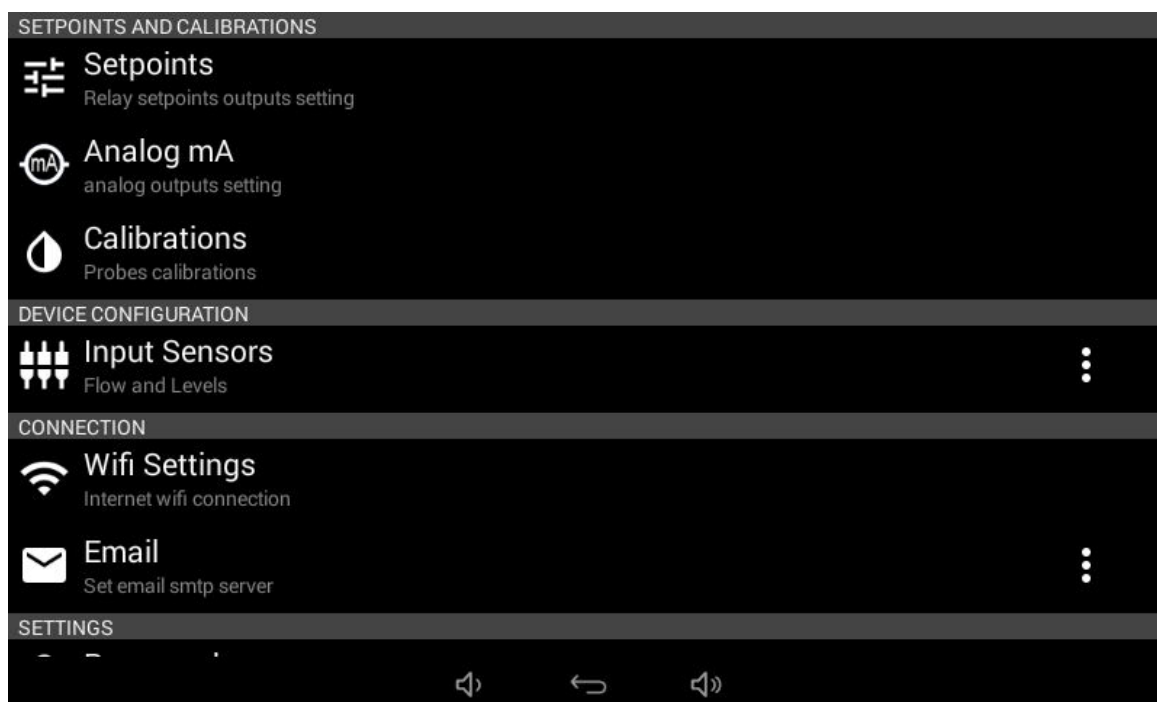 SETPOINTS AND CALIBRATIONS
Setpoints
Relay setpoints outputs setting
mA
Analog mA
analog outputs setting
Calibrations
Probes calibrations
DEVICE CONFIGURATION
Input Sensors
Flow and Levels
CONNECTION
Wifi Settings
Internet wifi connection
Email
Set email smtp server
SETTINGS